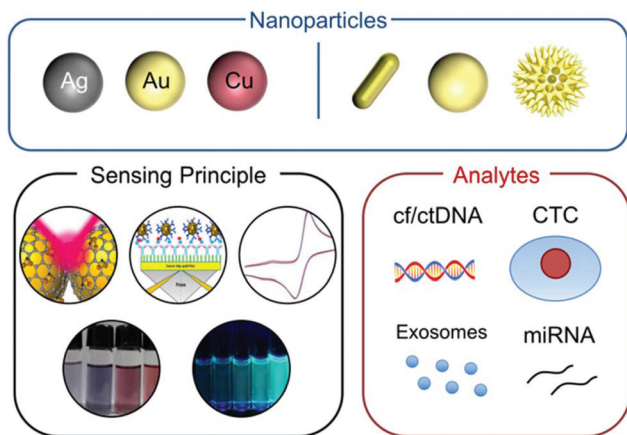 Nanoparticles
Ag Au Cu
Sensing Principle
Analytes
cf/ctDNA CTC
Exosomes miRNA